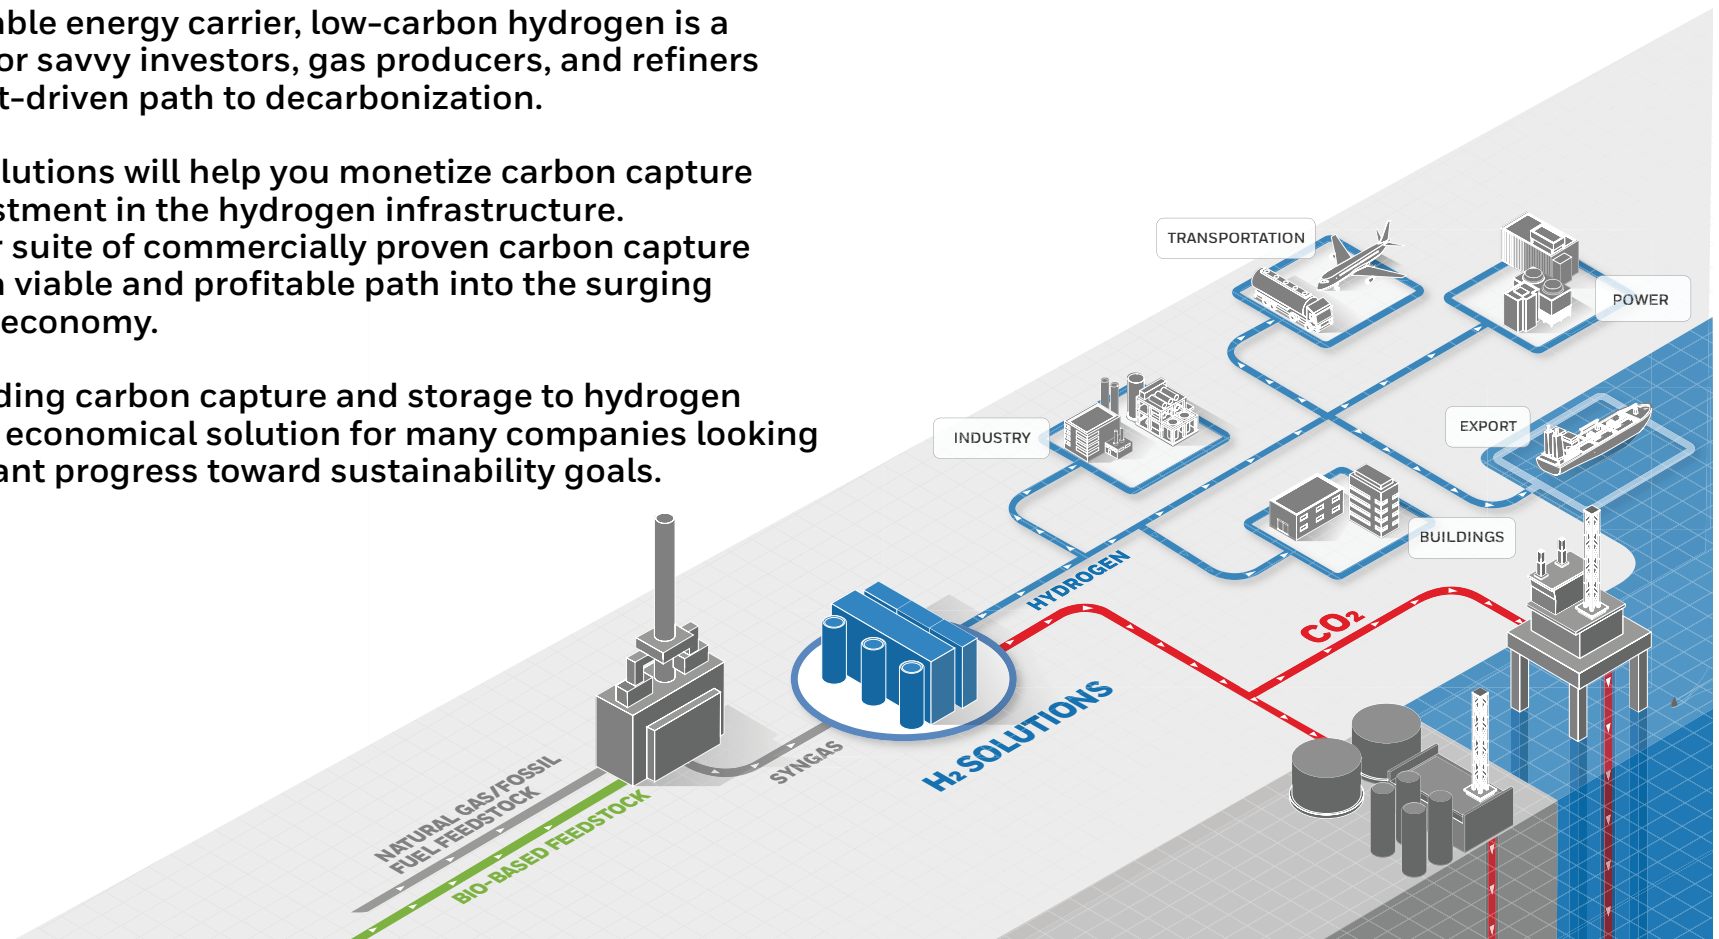 able energy carrier, low-carbon hydrogen is a
or savvy investors, gas producers, and refiners
t-driven path to decarbonization.
lutions will help you monetize carbon capture
stment in the hydrogen infrastructure.
r suite of commercially proven carbon capture
viable and profitable path into the surging
economy.
ding carbon capture and storage to hydrogen
economical solution for many companies looking
ant progress toward sustainability goals.
TRANSPORTATION
POWER
EXPORT
INDUSTRY
BUILDINGS
HYDROGEN
CO₂
H₂ SOLUTIONS
SYNGAS
NATURAL GAS/FOSSIL
FUEL FEEDSTOCK
BIO-BASED FEEDSTOCK